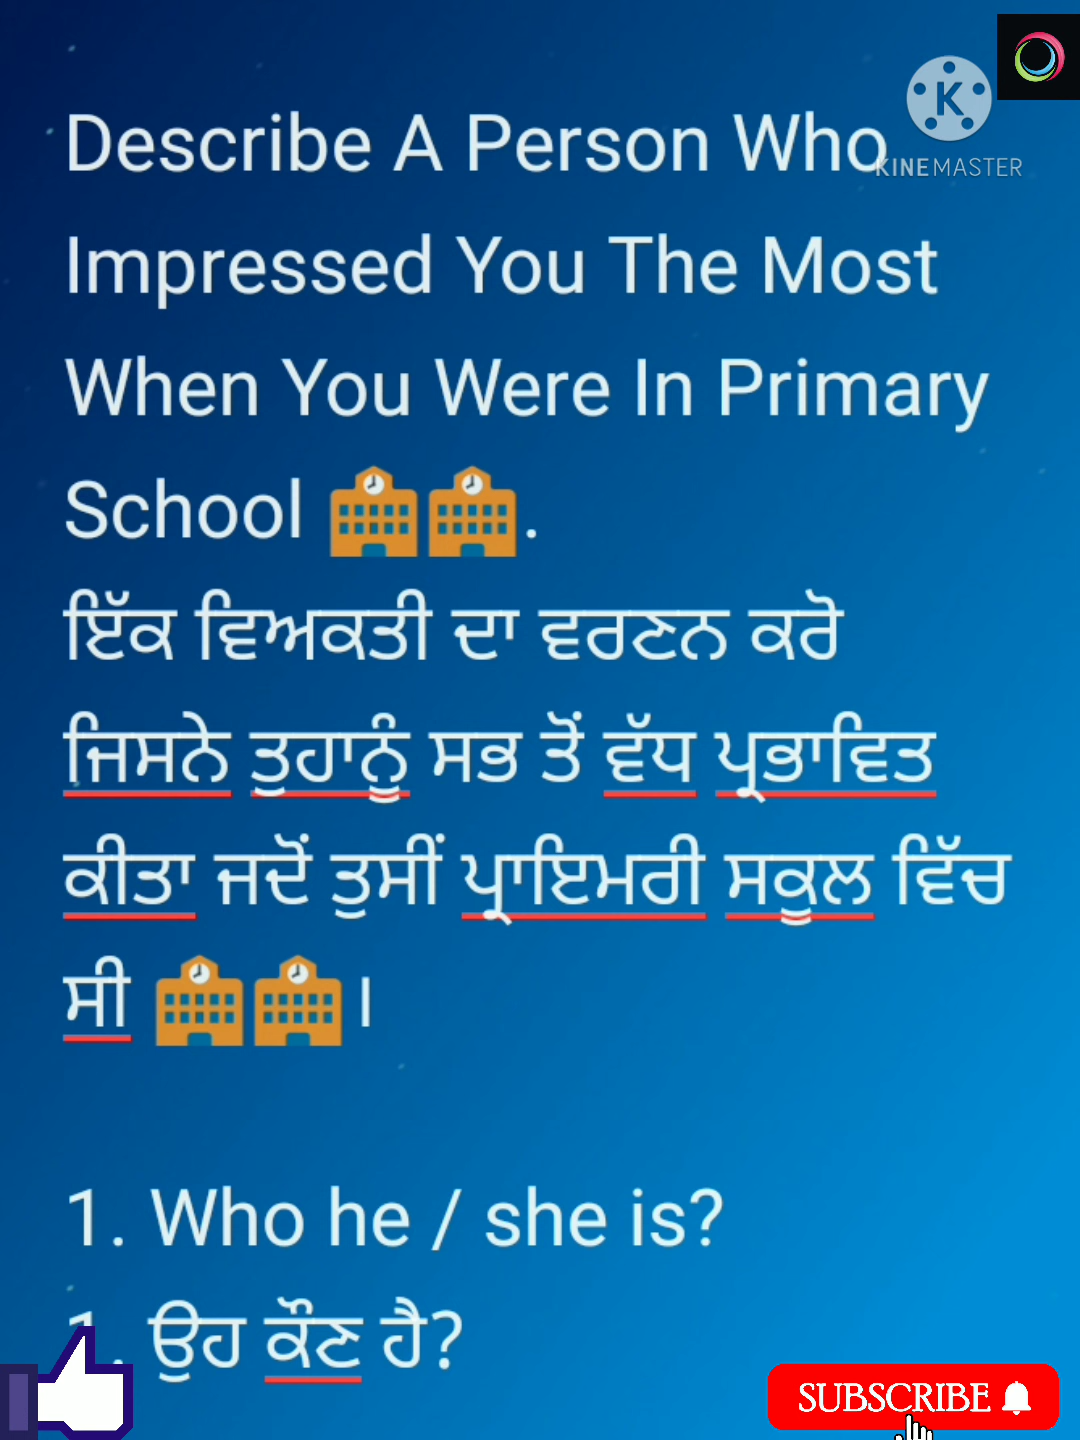 Describe A Person Who
KINEMASTER
Impressed You The Most
When You Were In Primary
School 🏫🏫.
ਇੱਕ ਵਿਅਕਤੀ ਦਾ ਵਰਣਨ ਕਰੋ
ਜਿਸਨੇ ਤੁਹਾਨੂੰ ਸਭ ਤੋਂ ਵੱਧ ਪ੍ਰਭਾਵਿਤ
ਕੀਤਾ ਜਦੋਂ ਤੁਸੀਂ ਪ੍ਰਾਇਮਰੀ ਸਕੂਲ ਵਿੱਚ
ਸੀ 🏫🏫।
1. Who he / she is?
1. ਉਹ ਕੌਣ ਹੈ?
SUBSCRIBE